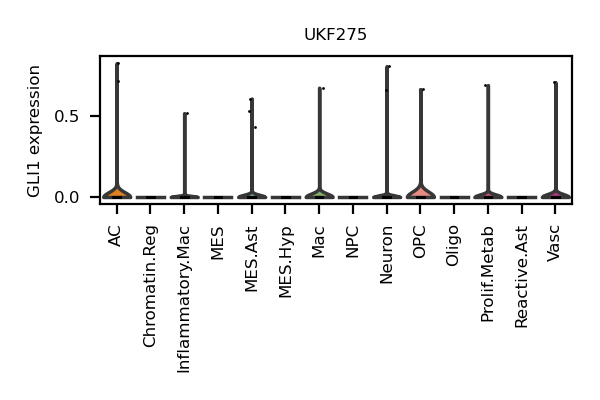 UKF275
GLI1 expression
0.5
0.0
AC
Chromatin.Reg
Inflammatory.Mac
MES
MES.Ast
MES.Hyp
Mac
NPC
Neuron
OPC
Oligo
Prolif.Metab
Reactive.Ast
Vasc